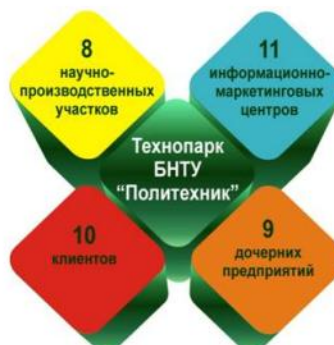 8
научно-
производственных
участков
11
информационно-
маркетинговых
центров
Технопарк
БНТУ
“Политехник”
10
клиентов
9
дочерних
предприятий